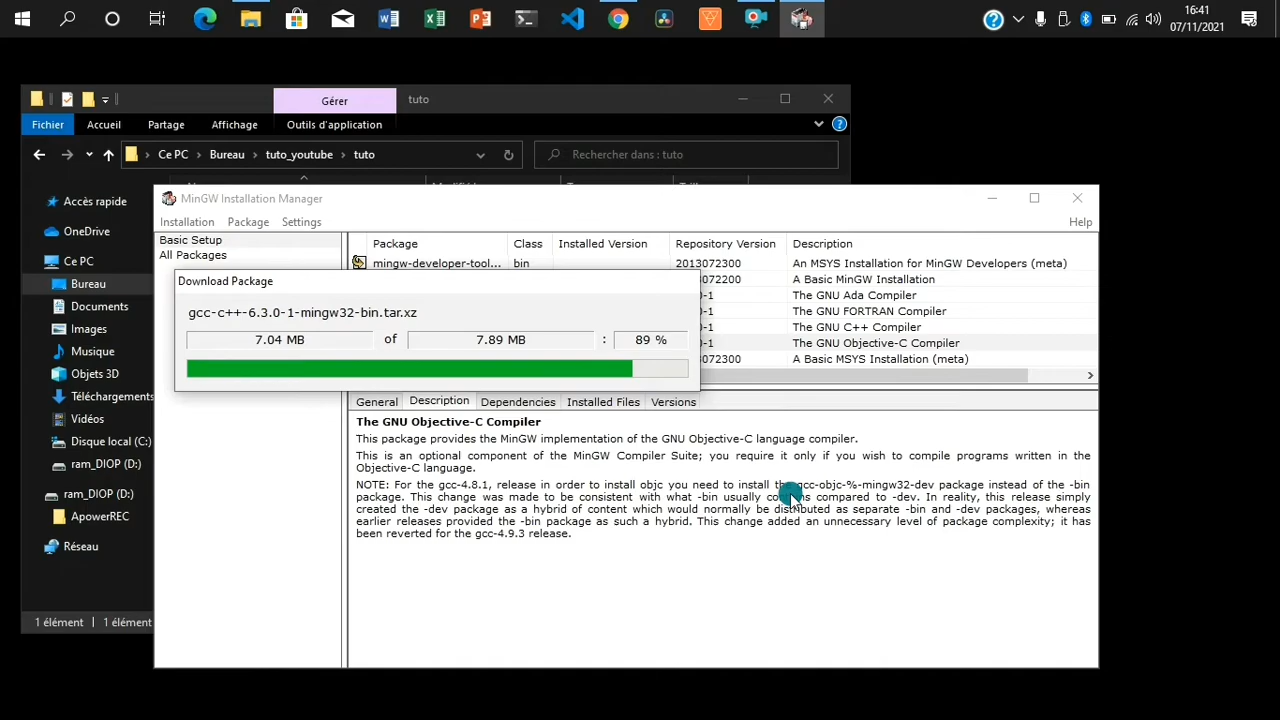 16:41
07/11/2021
Gérer
tuto
Fichier
Accueil
Partage
Affichage
Outils d'application
Ce PC
Bureau
tuto_youtube
tuto
Rechercher dans : tuto
Accès rapide
OneDrive
Ce PC
Bureau
Documents
Images
Musique
Objets 3D
Téléchargements
Vidéos
Disque local (C:)
ram_DIOP (D:)
ram_DIOP (D:)
ApowerREC
Réseau
1 élément
1 élément
MinGW Installation Manager
Installation
Package
Settings
Help
Basic Setup
All Packages
Package
Class
Installed Version
Repository Version
Description
mingw-developer-tool...
bin
2013072300
An MSYS Installation for MinGW Developers (meta)
A Basic MinGW Installation
0-1
The GNU Ada Compiler
0-1
The GNU FORTRAN Compiler
0-1
The GNU C++ Compiler
0-1
The GNU Objective-C Compiler
A Basic MSYS Installation (meta)
Download Package
gcc-c++-6.3.0-1-mingw32-bin.tar.xz
7.04 MB
of
7.89 MB
:
89 %
General
Description
Dependencies
Installed Files
Versions
The GNU Objective-C Compiler
This package provides the MinGW implementation of the GNU Objective-C language compiler.
This is an optional component of the MinGW Compiler Suite; you require it only if you wish to compile programs written in the
Objective-C language.
NOTE: For the gcc-4.8.1, release in order to install objc you need to install the gcc-objc-%-mingw32-dev package instead of the -bin
package. This change was made to be consistent with what -bin usually compared to -dev. In reality, this release simply
created the -dev package as a hybrid of content which would normally be distributed as separate -bin and -dev packages, whereas
earlier releases provided the -bin package as such a hybrid. This change added an unnecessary level of package complexity; it has
been reverted for the gcc-4.9.3 release.